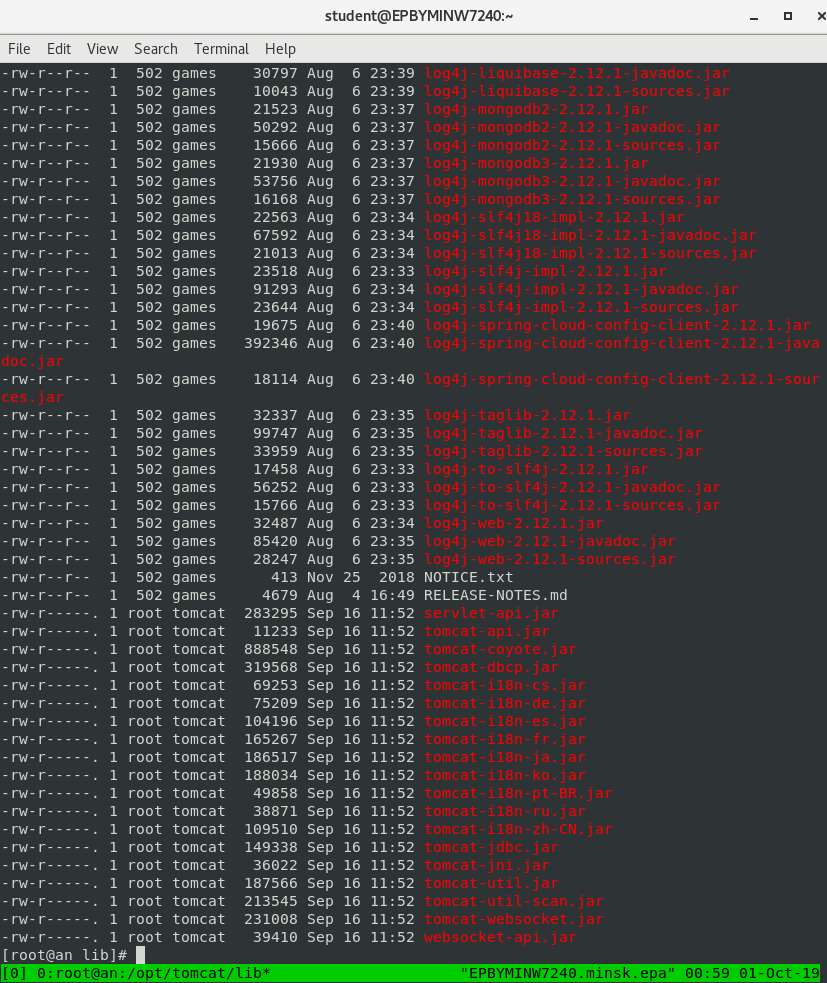 student@EPBYMINW7240:~
File Edit View Search Terminal Help
-rw-r--r--  1  502 games    30797 Aug  6 23:39 log4j-liquibase-2.12.1-javadoc.jar
-rw-r--r--  1  502 games    10043 Aug  6 23:39 log4j-liquibase-2.12.1-sources.jar
-rw-r--r--  1  502 games    21523 Aug  6 23:37 log4j-mongodb2-2.12.1.jar
-rw-r--r--  1  502 games    50292 Aug  6 23:37 log4j-mongodb2-2.12.1-javadoc.jar
-rw-r--r--  1  502 games    15666 Aug  6 23:37 log4j-mongodb2-2.12.1-sources.jar
-rw-r--r--  1  502 games    21930 Aug  6 23:37 log4j-mongodb3-2.12.1.jar
-rw-r--r--  1  502 games    53756 Aug  6 23:37 log4j-mongodb3-2.12.1-javadoc.jar
-rw-r--r--  1  502 games    16168 Aug  6 23:37 log4j-mongodb3-2.12.1-sources.jar
-rw-r--r--  1  502 games    22563 Aug  6 23:34 log4j-slf4j18-impl-2.12.1.jar
-rw-r--r--  1  502 games    67592 Aug  6 23:34 log4j-slf4j18-impl-2.12.1-javadoc.jar
-rw-r--r--  1  502 games    21013 Aug  6 23:34 log4j-slf4j18-impl-2.12.1-sources.jar
-rw-r--r--  1  502 games    23518 Aug  6 23:33 log4j-slf4j-impl-2.12.1.jar
-rw-r--r--  1  502 games    91293 Aug  6 23:34 log4j-slf4j-impl-2.12.1-javadoc.jar
-rw-r--r--  1  502 games    23644 Aug  6 23:34 log4j-slf4j-impl-2.12.1-sources.jar
-rw-r--r--  1  502 games    19675 Aug  6 23:40 log4j-spring-cloud-config-client-2.12.1.jar
-rw-r--r--  1  502 games   392346 Aug  6 23:40 log4j-spring-cloud-config-client-2.12.1-java
doc.jar
-rw-r--r--  1  502 games    18114 Aug  6 23:40 log4j-spring-cloud-config-client-2.12.1-sour
ces.jar
-rw-r--r--  1  502 games    32337 Aug  6 23:35 log4j-taglib-2.12.1.jar
-rw-r--r--  1  502 games    99747 Aug  6 23:35 log4j-taglib-2.12.1-javadoc.jar
-rw-r--r--  1  502 games    33959 Aug  6 23:35 log4j-taglib-2.12.1-sources.jar
-rw-r--r--  1  502 games    17458 Aug  6 23:33 log4j-to-slf4j-2.12.1.jar
-rw-r--r--  1  502 games    56252 Aug  6 23:33 log4j-to-slf4j-2.12.1-javadoc.jar
-rw-r--r--  1  502 games    15766 Aug  6 23:33 log4j-to-slf4j-2.12.1-sources.jar
-rw-r--r--  1  502 games    32487 Aug  6 23:34 log4j-web-2.12.1.jar
-rw-r--r--  1  502 games    85420 Aug  6 23:35 log4j-web-2.12.1-javadoc.jar
-rw-r--r--  1  502 games    28247 Aug  6 23:35 log4j-web-2.12.1-sources.jar
-rw-r--r--  1  502 games      413 Nov 25  2018 NOTICE.txt
-rw-r--r--  1  502 games     4679 Aug  4 16:49 RELEASE-NOTES.md
-rw-r-----. 1 root tomcat  283295 Sep 16 11:52 servlet-api.jar
-rw-r-----. 1 root tomcat   11233 Sep 16 11:52 tomcat-api.jar
-rw-r-----. 1 root tomcat  888548 Sep 16 11:52 tomcat-coyote.jar
-rw-r-----. 1 root tomcat  319568 Sep 16 11:52 tomcat-dbcp.jar
-rw-r-----. 1 root tomcat   69253 Sep 16 11:52 tomcat-i18n-cs.jar
-rw-r-----. 1 root tomcat   75209 Sep 16 11:52 tomcat-i18n-de.jar
-rw-r-----. 1 root tomcat  104196 Sep 16 11:52 tomcat-i18n-es.jar
-rw-r-----. 1 root tomcat  165267 Sep 16 11:52 tomcat-i18n-fr.jar
-rw-r-----. 1 root tomcat  186517 Sep 16 11:52 tomcat-i18n-ja.jar
-rw-r-----. 1 root tomcat  188034 Sep 16 11:52 tomcat-i18n-ko.jar
-rw-r-----. 1 root tomcat   49858 Sep 16 11:52 tomcat-i18n-pt-BR.jar
-rw-r-----. 1 root tomcat   38871 Sep 16 11:52 tomcat-i18n-ru.jar
-rw-r-----. 1 root tomcat  109510 Sep 16 11:52 tomcat-i18n-zh-CN.jar
-rw-r-----. 1 root tomcat  149338 Sep 16 11:52 tomcat-jdbc.jar
-rw-r-----. 1 root tomcat   36022 Sep 16 11:52 tomcat-jni.jar
-rw-r-----. 1 root tomcat  187566 Sep 16 11:52 tomcat-util.jar
-rw-r-----. 1 root tomcat  213545 Sep 16 11:52 tomcat-util-scan.jar
-rw-r-----. 1 root tomcat  231008 Sep 16 11:52 tomcat-websocket.jar
-rw-r-----. 1 root tomcat   39410 Sep 16 11:52 websocket-api.jar
[root@an lib]#
[0] 0:root@an:/opt/tomcat/lib* "EPBYMINW7240.minsk.epa" 00:59 01-Oct-19